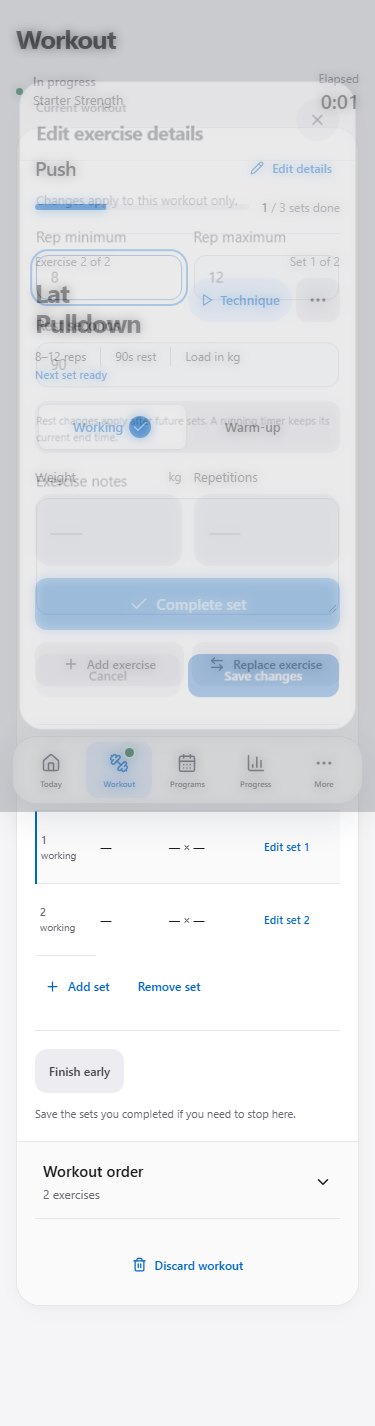 Workout
In progress
Elapsed
Starter Strength
0:01
Current workout
Edit exercise details
Push
Edit details
Changes apply to this workout only.
1 / 3 sets done
Rep minimum
Rep maximum
Exercise 2 of 2
Set 1 of 2
8
12
Lat
Pulldown
Technique
8–12 reps
90s rest
Load in kg
90
Next set ready
Rest changes apply to future sets. A running timer keeps its
current end time.
Working
Warm-up
Weight
kg
Repetitions
Exercise notes
Complete set
Add exercise
Replace exercise
Cancel
Save changes
Today
Workout
Programs
Progress
More
1
working
—
— × —
Edit set 1
2
working
—
— × —
Edit set 2
Add set
Remove set
Finish early
Save the sets you completed if you need to stop here.
Workout order
2 exercises
Discard workout